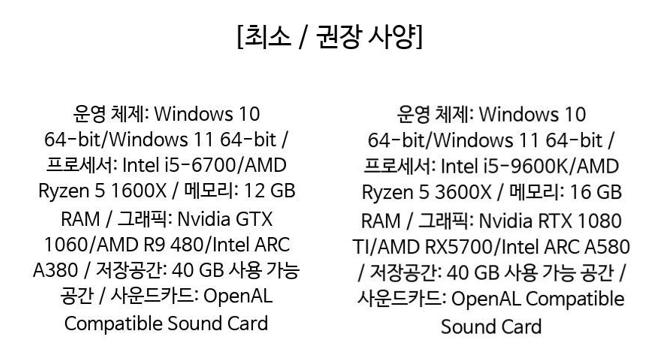 [최소 / 권장 사양]
운영 체제: Windows 10
64-bit/Windows 11 64-bit /
프로세서: Intel i5-6700/AMD
Ryzen 5 1600X / 메모리: 12 GB
RAM / 그래픽: Nvidia GTX
1060/AMD R9 480/Intel ARC
A380 / 저장공간: 40 GB 사용 가능
공간 / 사운드카드: OpenAL
Compatible Sound Card
운영 체제: Windows 10
64-bit/Windows 11 64-bit /
프로세서: Intel i5-9600K/AMD
Ryzen 5 3600X / 메모리: 16 GB
RAM / 그래픽: Nvidia RTX 1080
TI/AMD RX5700/Intel ARC A580
/ 저장공간: 40 GB 사용 가능 공간 /
사운드카드: OpenAL Compatible
Sound Card